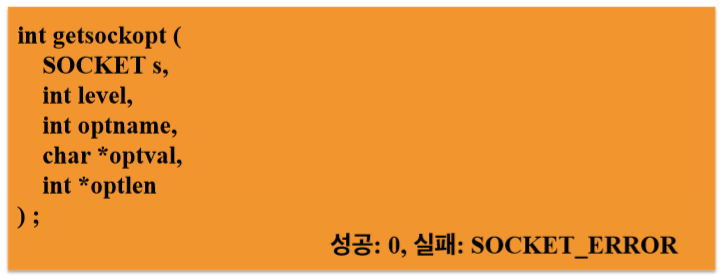 int getsockopt (
SOCKET s,
int level,
int optname,
char *optval,
int *optlen
) ;
성공: 0, 실패: SOCKET_ERROR